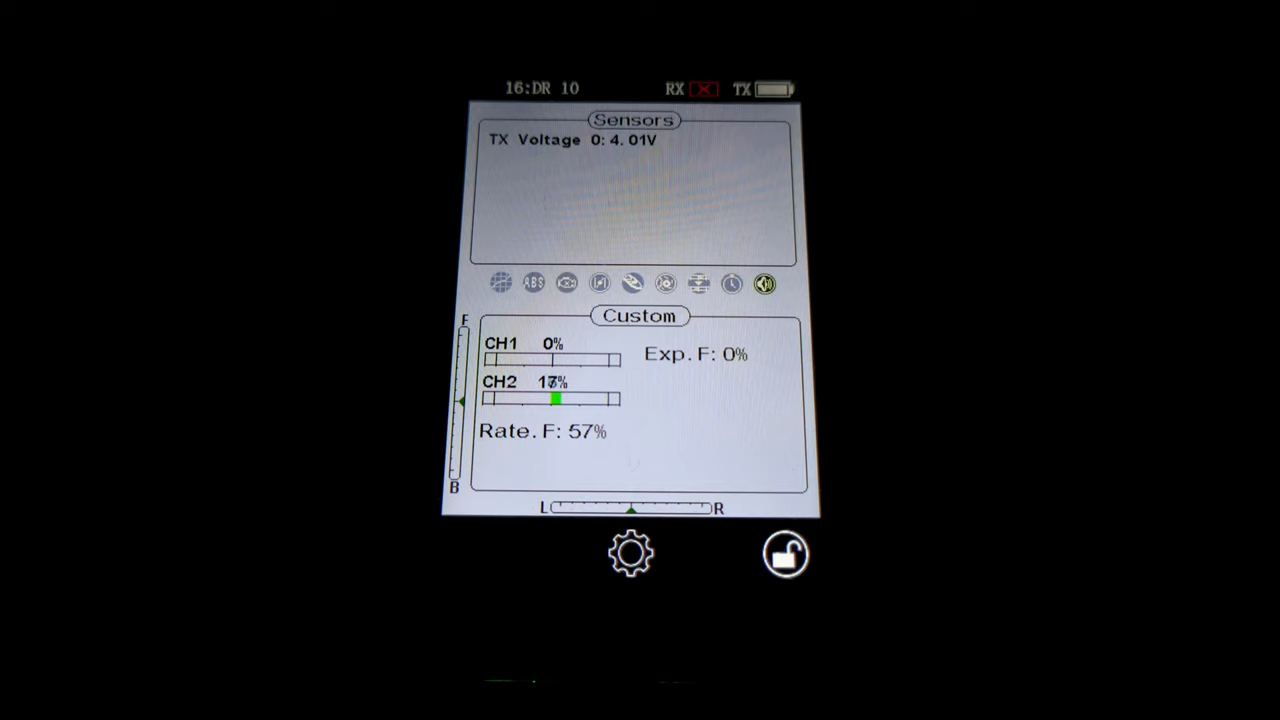 16:DR 10 RX TX
Sensors
TX Voltage 0: 4.01V
ABS
Custom
F
CH1 0%
Exp.F: 0%
CH2
Rate.F: 57%
B
L R